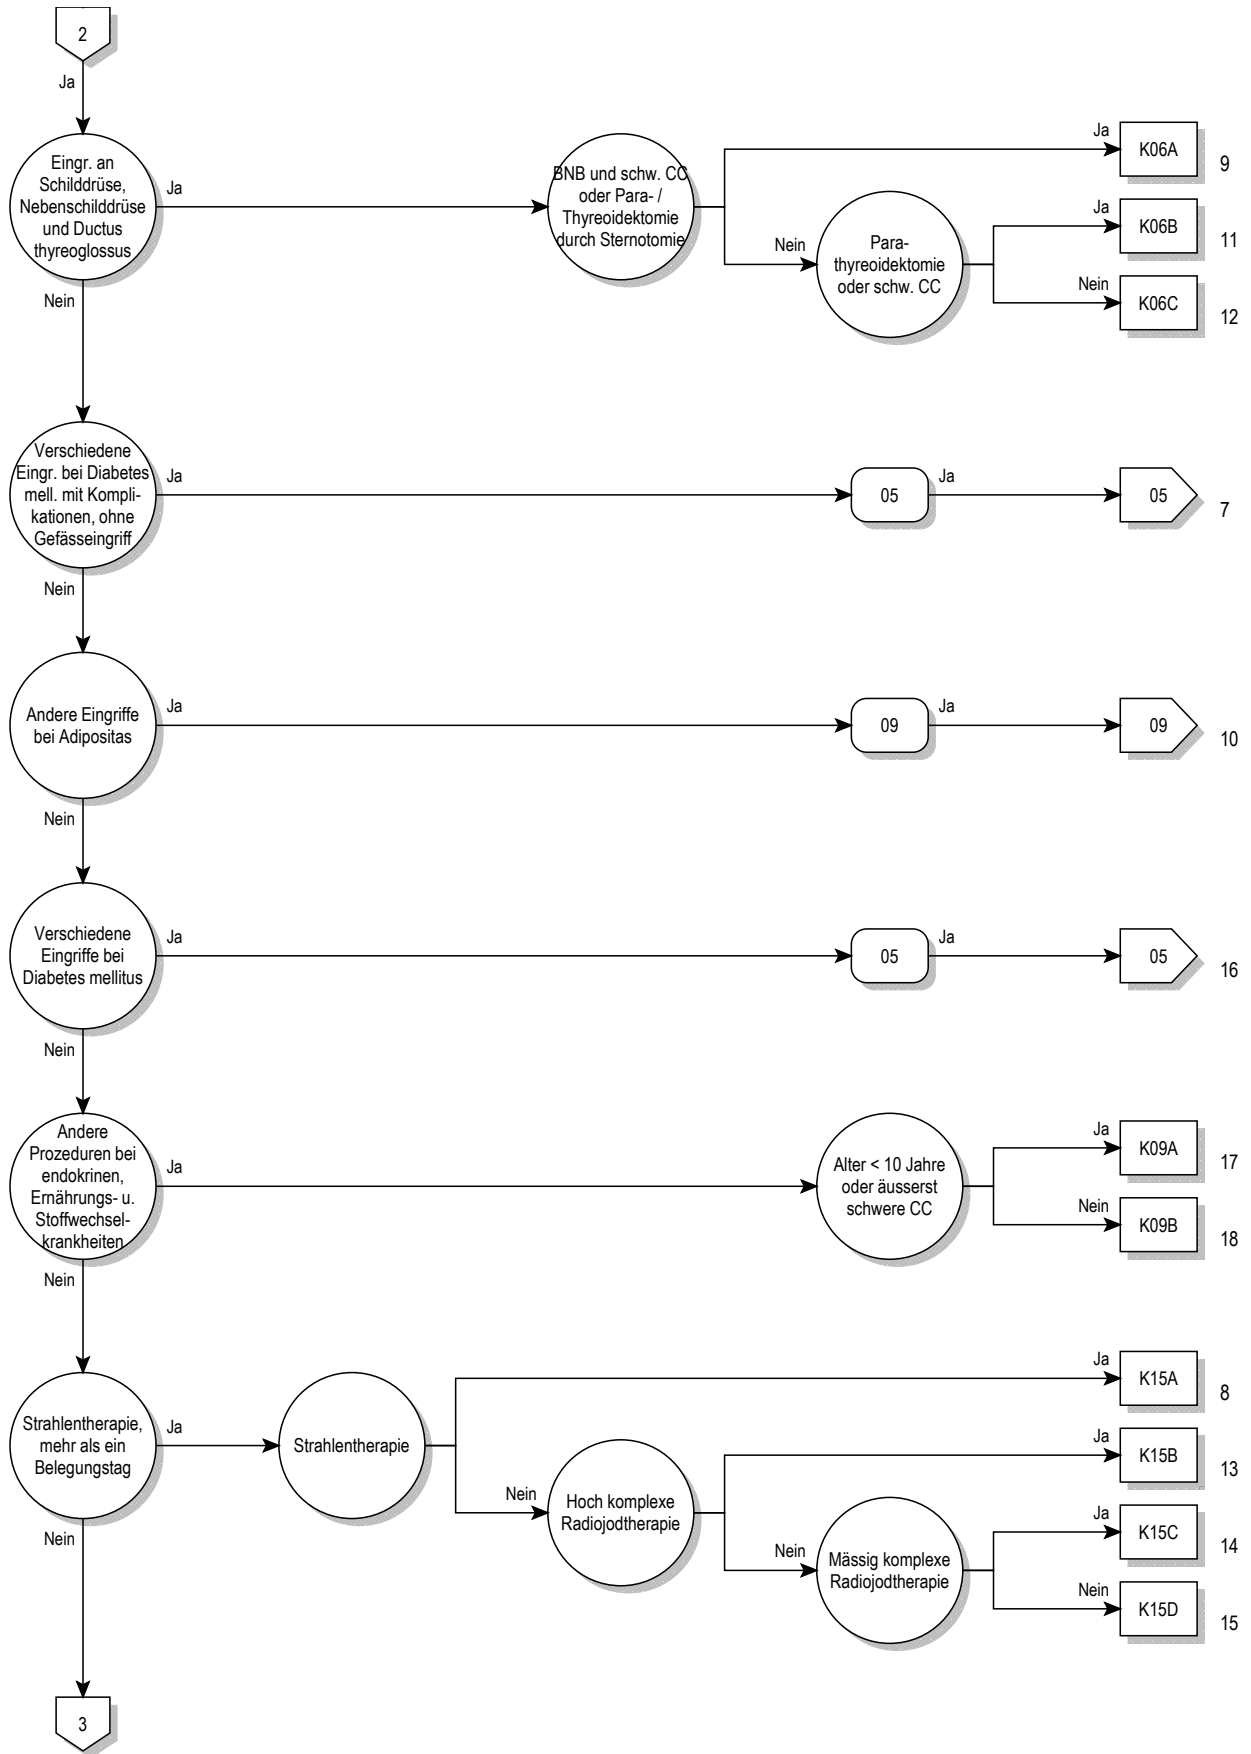 2
Ja
Eingr. an
Schilddrüse,
Nebenschilddrüse
und Ductus
thyreoglossus
Ja
BNB und schw. CC
oder Para- /
Thyreoidektomie
durch Sternotomie
Ja
K06A
9
Nein
Para-
thyreoidektomie
oder schw. CC
Ja
K06B
11
Nein
K06C
12
Nein
Verschiedene
Eingr. bei Diabetes
mell. mit Kompli-
kationen, ohne
Gefässeingriff
Ja
05
Ja
05
7
Nein
Andere Eingriffe
bei Adipositas
Ja
09
Ja
09
10
Nein
Verschiedene
Eingriffe bei
Diabetes mellitus
Ja
05
Ja
05
16
Nein
Andere
Prozeduren bei
endokrinen,
Ernährungs- u.
Stoffwechsel-
krankheiten
Ja
Alter < 10 Jahre
oder äusserst
schwere CC
Ja
K09A
17
Nein
K09B
18
Nein
Strahlentherapie,
mehr als ein
Belegungstag
Ja
Strahlentherapie
Ja
K15A
8
Nein
Hoch komplexe
Radiojodtherapie
Ja
K15B
13
Nein
Mässig komplexe
Radiojodtherapie
Ja
K15C
14
Nein
K15D
15
Nein
3